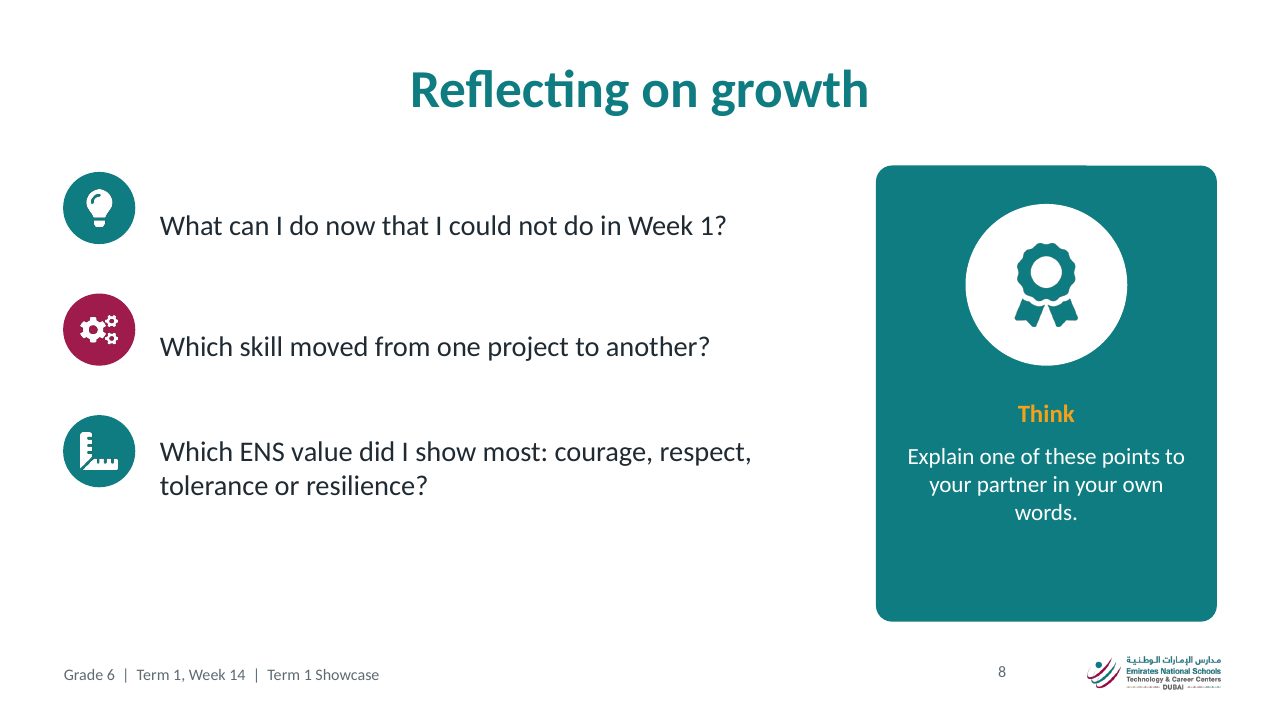 Reflecting on growth
What can I do now that I could not do in Week 1?
Which skill moved from one project to another?
Which ENS value did I show most: courage, respect,
tolerance or resilience?
Think
Explain one of these points to
your partner in your own
words.
Grade 6 | Term 1, Week 14 | Term 1 Showcase
8
مدارس الإمارات الوطنية
Emirates National Schools
Technology & Career Centers
DUBAI